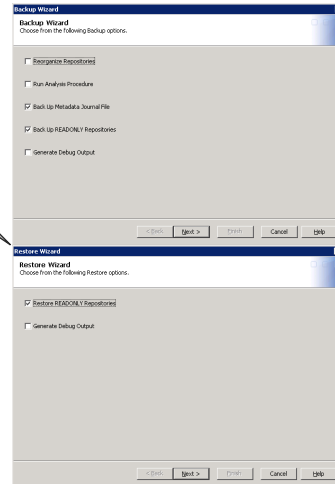 Backup Wizard
Backup Wizard
Choose from the following Backup options.
Reorganize Repositories
Run Analysis Procedure
Back Up Metadata Journal File
Back Up READONLY Repositories
Generate Debug Output
< Back Next > Finish Cancel Help
Restore Wizard
Restore Wizard
Choose from the following Restore options.
Restore READONLY Repositories
Generate Debug Output
< Back Next > Finish Cancel Help